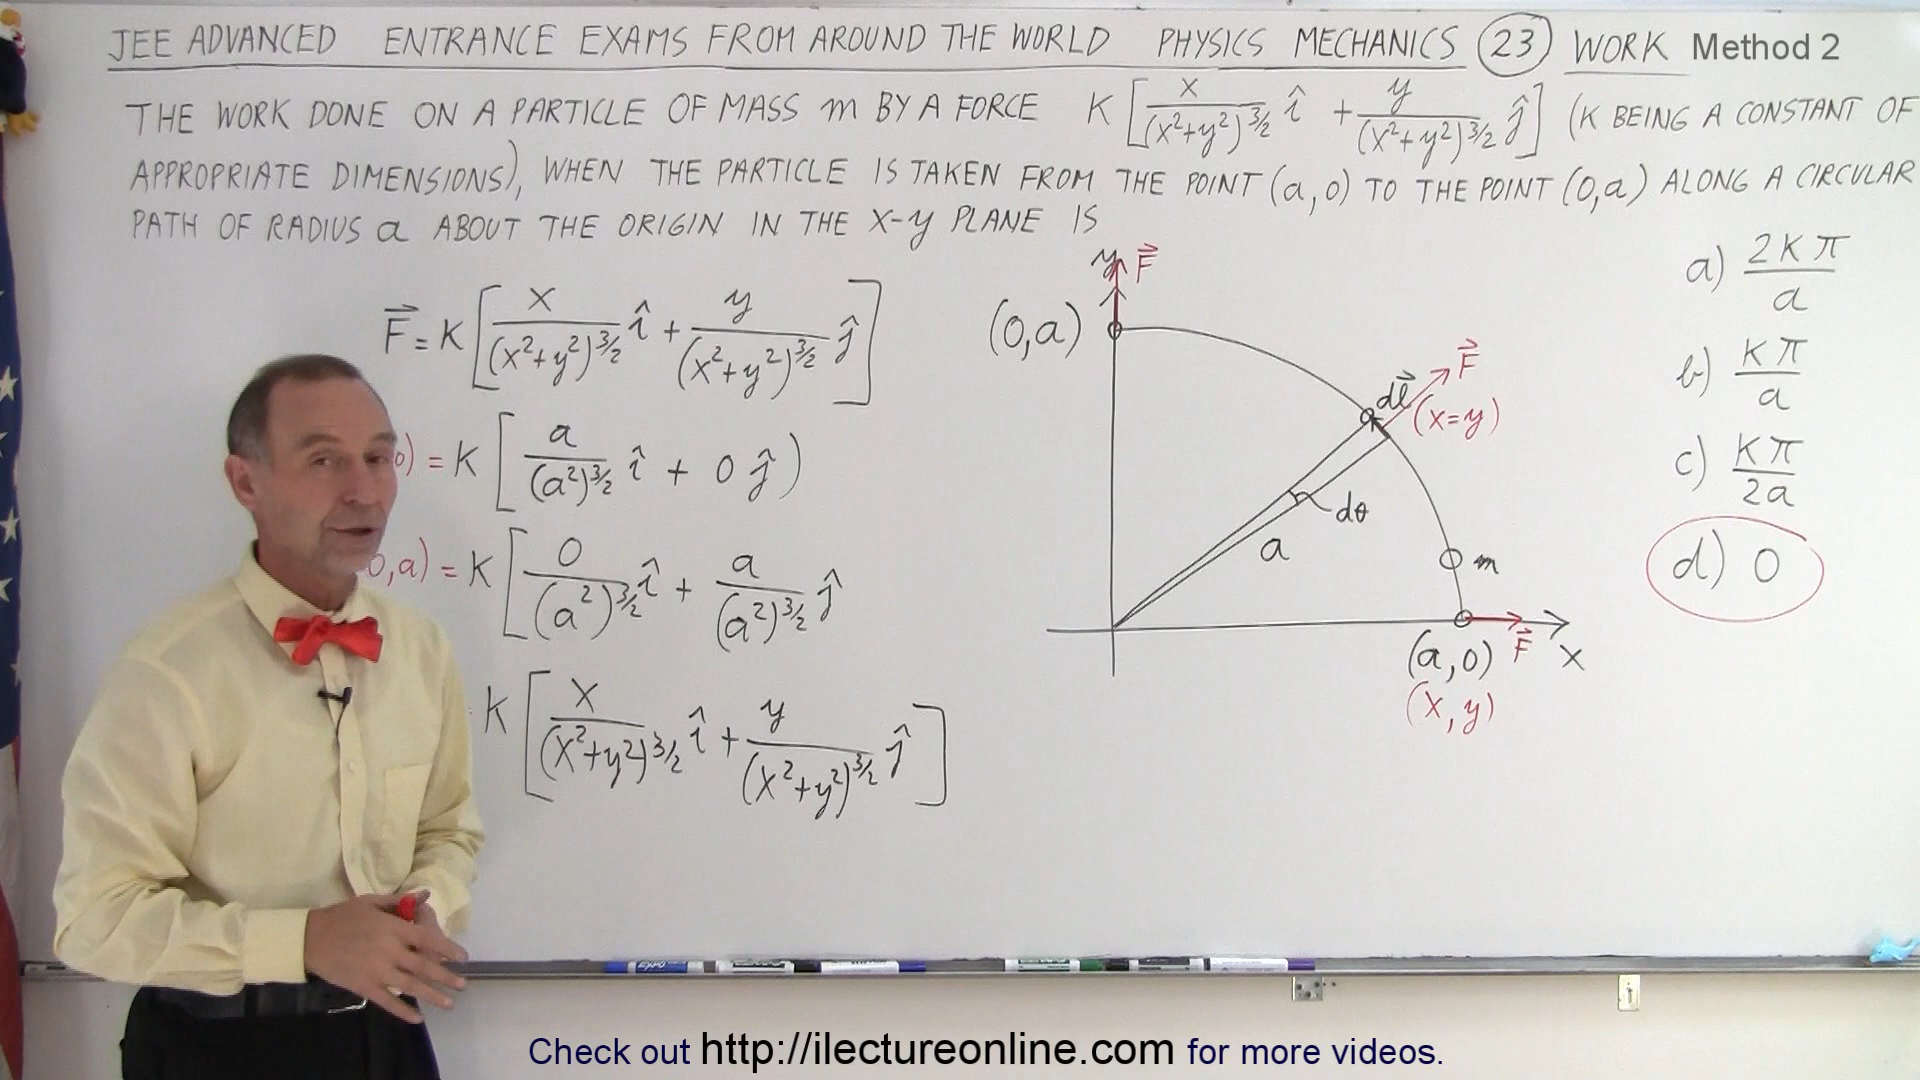 JEE ADVANCED ENTRANCE EXAMS FROM AROUND THE WORLD PHYSICS MECHANICS (23) WORK Method 2
THE WORK DONE ON A PARTICLE OF MASS m BY A FORCE K [x/(x²+y²)^3/2 î + y/(x²+y²)^3/2 ĵ] (K BEING A CONSTANT OF
APPROPRIATE DIMENSIONS), WHEN THE PARTICLE IS TAKEN FROM THE POINT (a,0) TO THE POINT (0,a) ALONG A CIRCULAR
PATH OF RADIUS a ABOUT THE ORIGIN IN THE X-y PLANE IS
F⃗ = K [x/(x²+y²)^3/2 î + y/(x²+y²)^3/2 ĵ]
0) = K [a/(a²)^3/2 î + 0 ĵ)
0,a) = K [0/(a²)^3/2 î + a/(a²)^3/2 ĵ
K [x/(x²+y²)^3/2 î + y/(x²+y²)^3/2 ĵ]
y F⃗
(0,a)
dl⃗ F⃗
(x=y)
dθ
a
m
(a,0) F⃗ X
(x,y)
a) 2Kπ/a
b) Kπ/a
c) Kπ/2a
d) 0
EXPO
Check out http://ilectureonline.com for more videos.